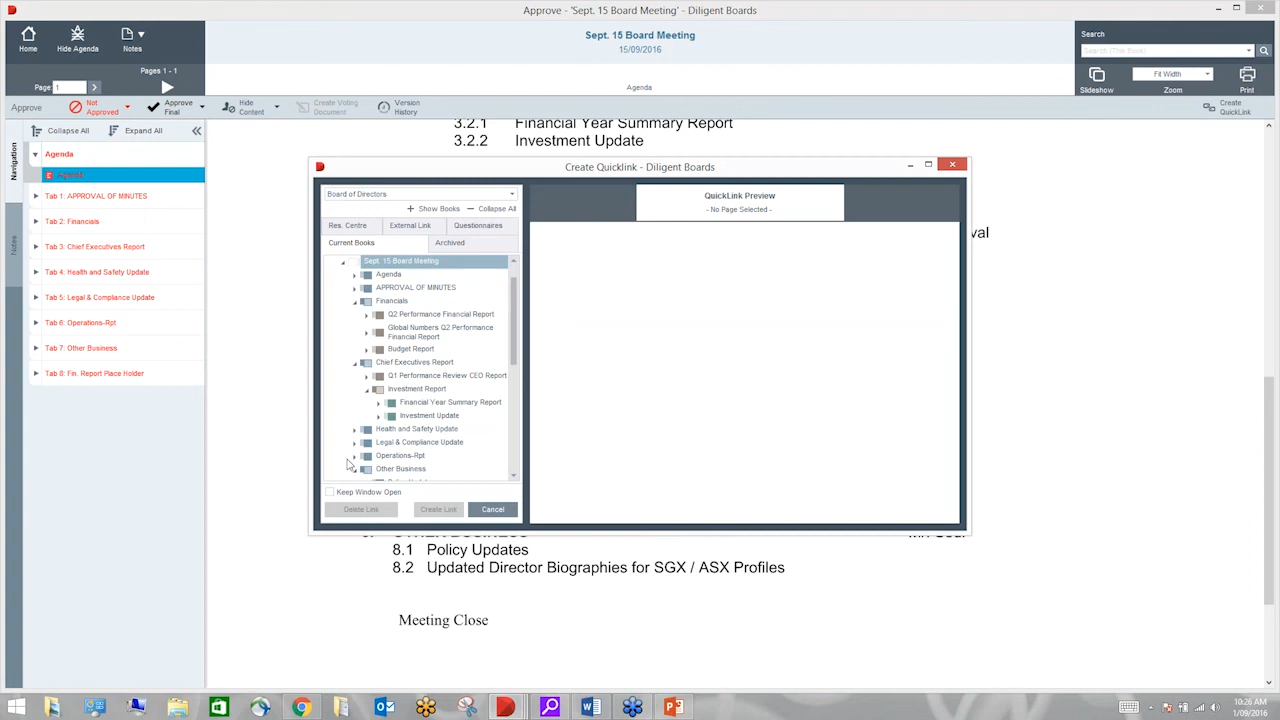 Approve - 'Sept. 15 Board Meeting' - Diligent Boards
Home
Hide Agenda
Notes
Pages 1 - 1
Page: 1
Sept. 15 Board Meeting
15/09/2016
Agenda
Search
Search (This Book)
Slideshow
Fit Width
Zoom
Print
Approve
Not Approved
Approve Final
Hide Content
Create Voting Document
Version History
Create QuickLink
Navigation
Notes
Collapse All
Expand All
Agenda
Agenda
Tab 1: APPROVAL OF MINUTES
Tab 2: Financials
Tab 3: Chief Executives Report
Tab 4: Health and Safety Update
Tab 5: Legal & Compliance Update
Tab 6: Operations-Rpt
Tab 7: Other Business
Tab 8: Fin. Report Place Holder
3.2.1 Financial Year Summary Report
3.2.2 Investment Update
Create Quicklink - Diligent Boards
Board of Directors
Show Books
Collapse All
Res. Centre
External Link
Questionnaires
Current Books
Archived
Sept. 15 Board Meeting
Agenda
APPROVAL OF MINUTES
Financials
Q2 Performance Financial Report
Global Numbers Q2 Performance
Financial Report
Budget Report
Chief Executives Report
Q1 Performance Review CEO Report
Investment Report
Financial Year Summary Report
Investment Update
Health and Safety Update
Legal & Compliance Update
Operations-Rpt
Other Business
Keep Window Open
Delete Link
Create Link
Cancel
QuickLink Preview
- No Page Selected -
val
8.1 Policy Updates
8.2 Updated Director Biographies for SGX / ASX Profiles
Meeting Close
10:26 AM
1/09/2016